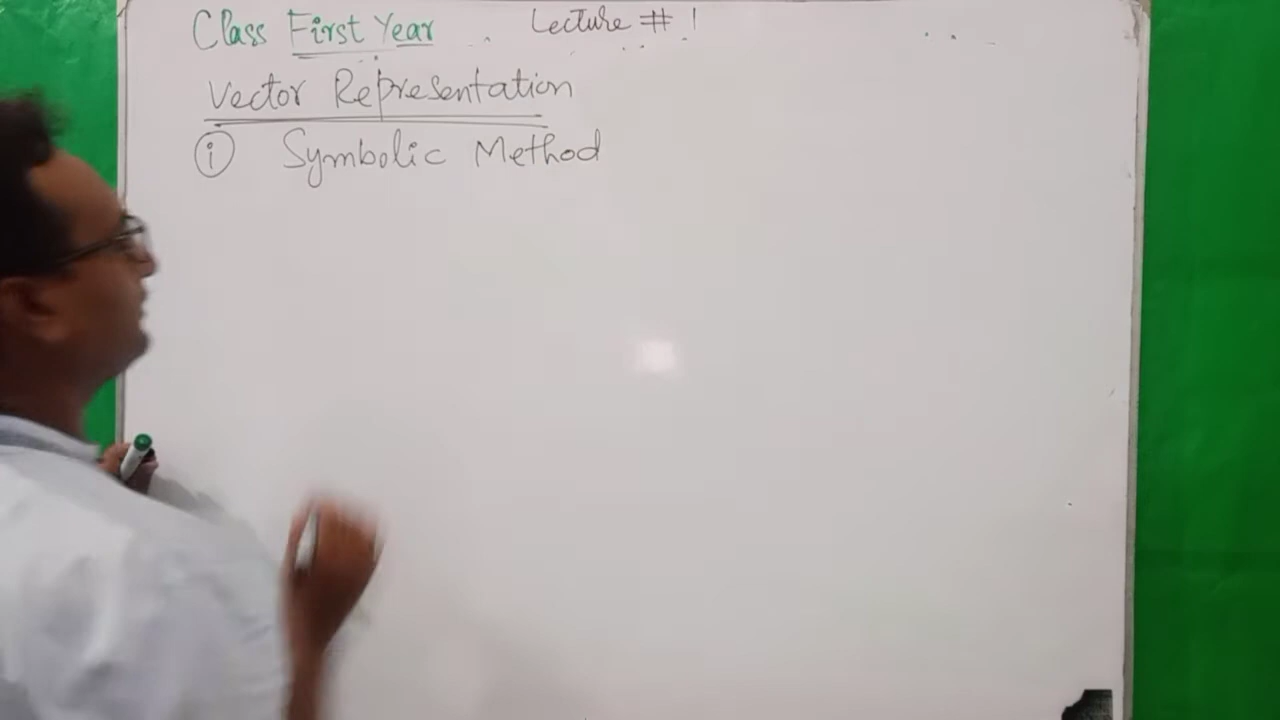 Class First Year Lecture # 1
Vector Representation
i Symbolic Method